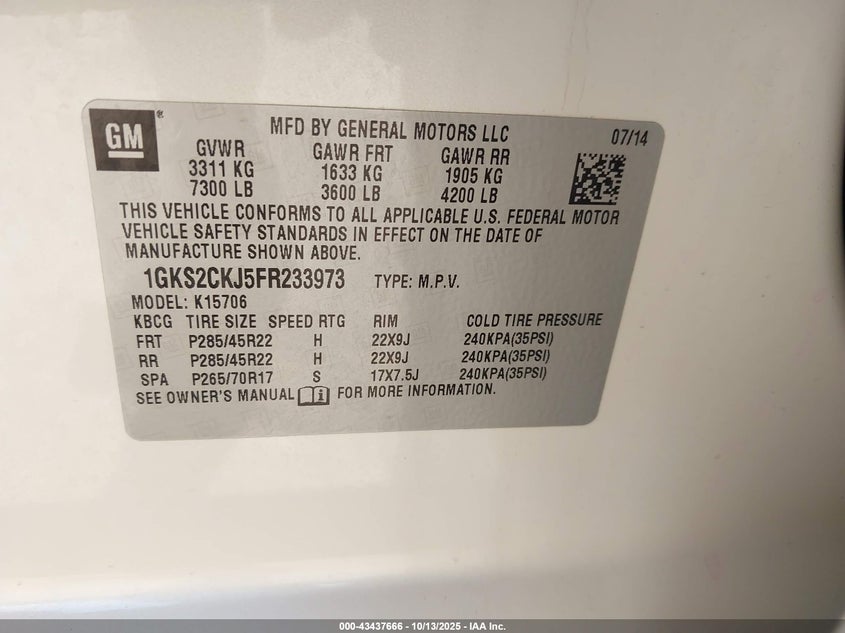 GM
®
MFD BY GENERAL MOTORS LLC 07/14
GVWR GAWR FRT GAWR RR
3311 KG 1633 KG 1905 KG
7300 LB 3600 LB 4200 LB
THIS VEHICLE CONFORMS TO ALL APPLICABLE U.S. FEDERAL MOTOR
VEHICLE SAFETY STANDARDS IN EFFECT ON THE DATE OF
MANUFACTURE SHOWN ABOVE.
1GKS2CKJ5FR233973 TYPE: M.P.V.
MODEL: K15706
KBCG TIRE SIZE SPEED RTG RIM COLD TIRE PRESSURE
FRT P285/45R22 H 22X9J 240KPA(35PSI)
RR P285/45R22 H 22X9J 240KPA(35PSI)
SPA P265/70R17 S 17X7.5J 240KPA(35PSI)
SEE OWNER'S MANUAL FOR MORE INFORMATION.
000-43437666 - 10/13/2025 - IAA Inc.